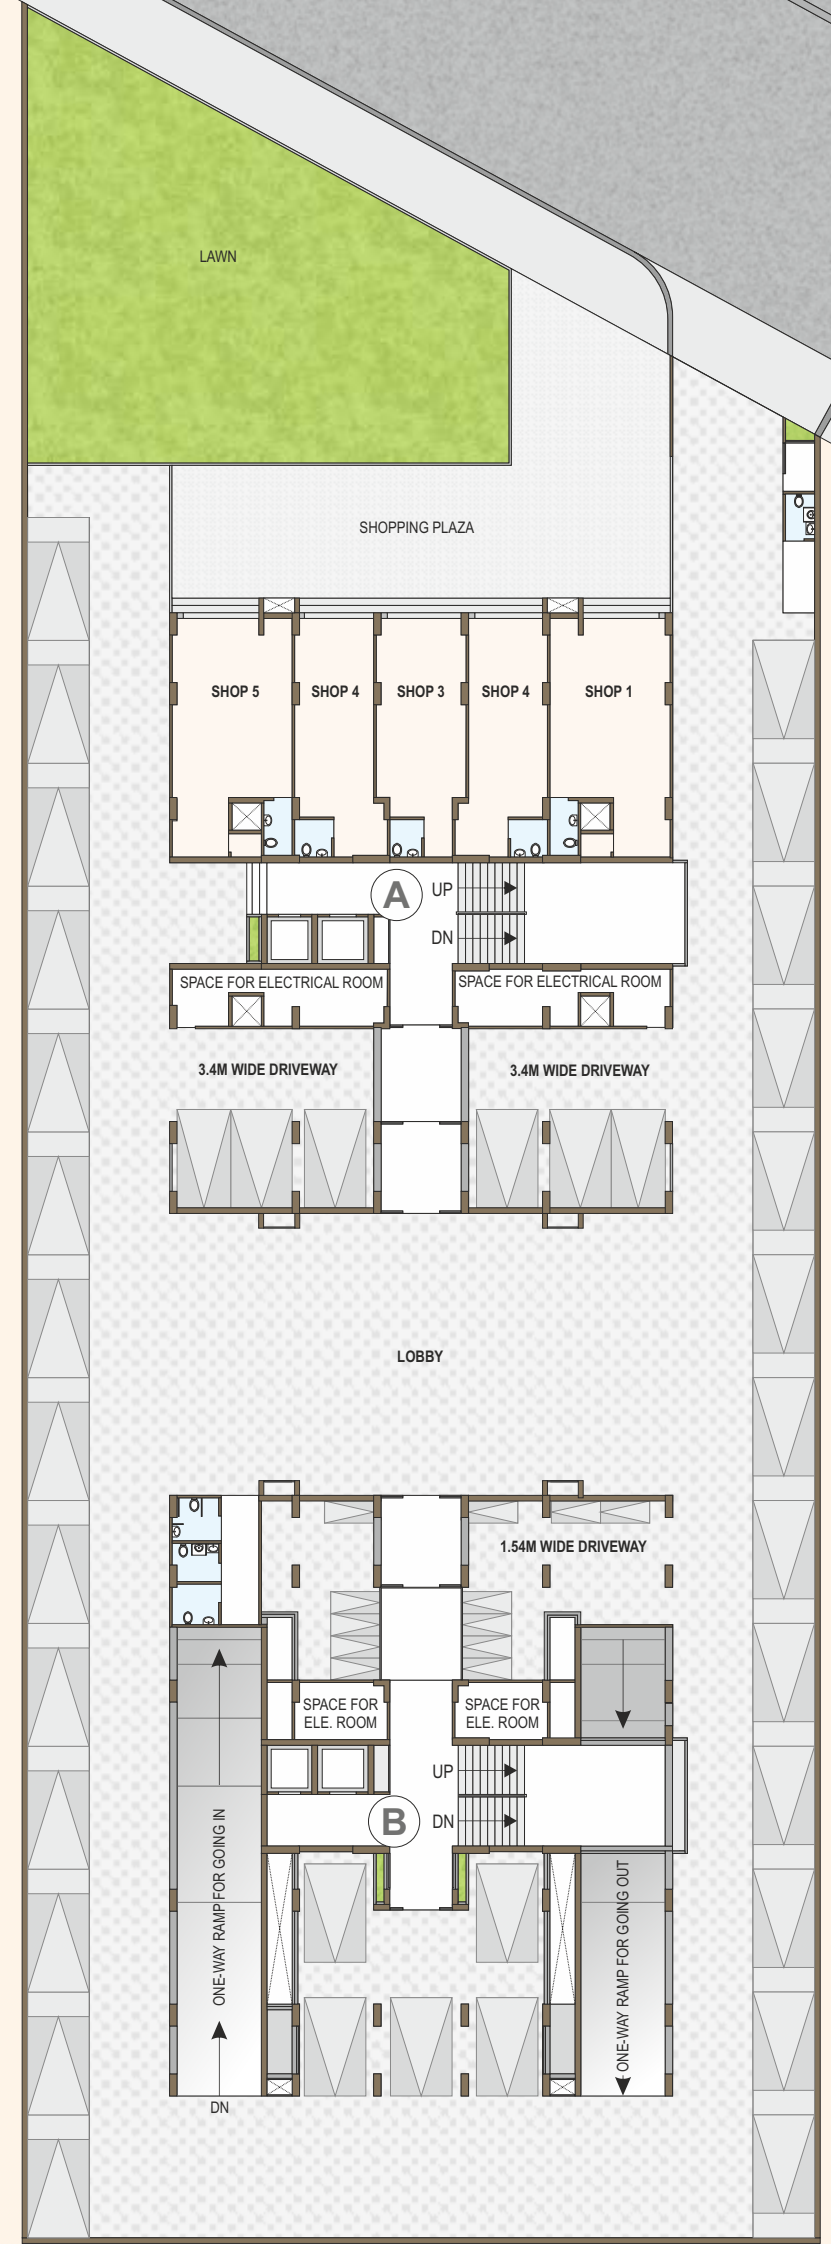 LAWN
SHOPPING PLAZA
SHOP 5
SHOP 4
SHOP 3
SHOP 4
SHOP 1
A
UP
DN
SPACE FOR ELECTRICAL ROOM
SPACE FOR ELECTRICAL ROOM
3.4M WIDE DRIVEWAY
3.4M WIDE DRIVEWAY
LOBBY
1.54M WIDE DRIVEWAY
SPACE FOR
ELE. ROOM
SPACE FOR
ELE. ROOM
UP
B
DN
ONE-WAY RAMP FOR GOING IN
ONE-WAY RAMP FOR GOING OUT
DN